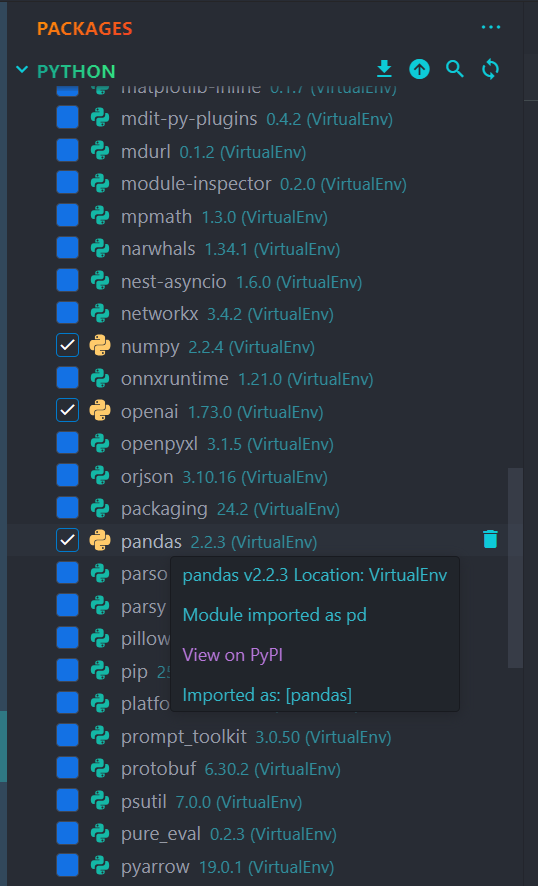 PACKAGES
PYTHON
matplotlib-inline 0.1.7 (VirtualEnv)
mdit-py-plugins 0.4.2 (VirtualEnv)
mdurl 0.1.2 (VirtualEnv)
module-inspector 0.2.0 (VirtualEnv)
mpmath 1.3.0 (VirtualEnv)
narwhals 1.34.1 (VirtualEnv)
nest-asyncio 1.6.0 (VirtualEnv)
networkx 3.4.2 (VirtualEnv)
numpy 2.2.4 (VirtualEnv)
onnxruntime 1.21.0 (VirtualEnv)
openai 1.73.0 (VirtualEnv)
openpyxl 3.1.5 (VirtualEnv)
orjson 3.10.16 (VirtualEnv)
packaging 24.2 (VirtualEnv)
pandas 2.2.3 (VirtualEnv)
parso
parsy
pillow
pip 25
platfo
pandas v2.2.3 Location: VirtualEnv
Module imported as pd
View on PyPI
Imported as: [pandas]
prompt_toolkit 3.0.50 (VirtualEnv)
protobuf 6.30.2 (VirtualEnv)
psutil 7.0.0 (VirtualEnv)
pure_eval 0.2.3 (VirtualEnv)
pyarrow 19.0.1 (VirtualEnv)